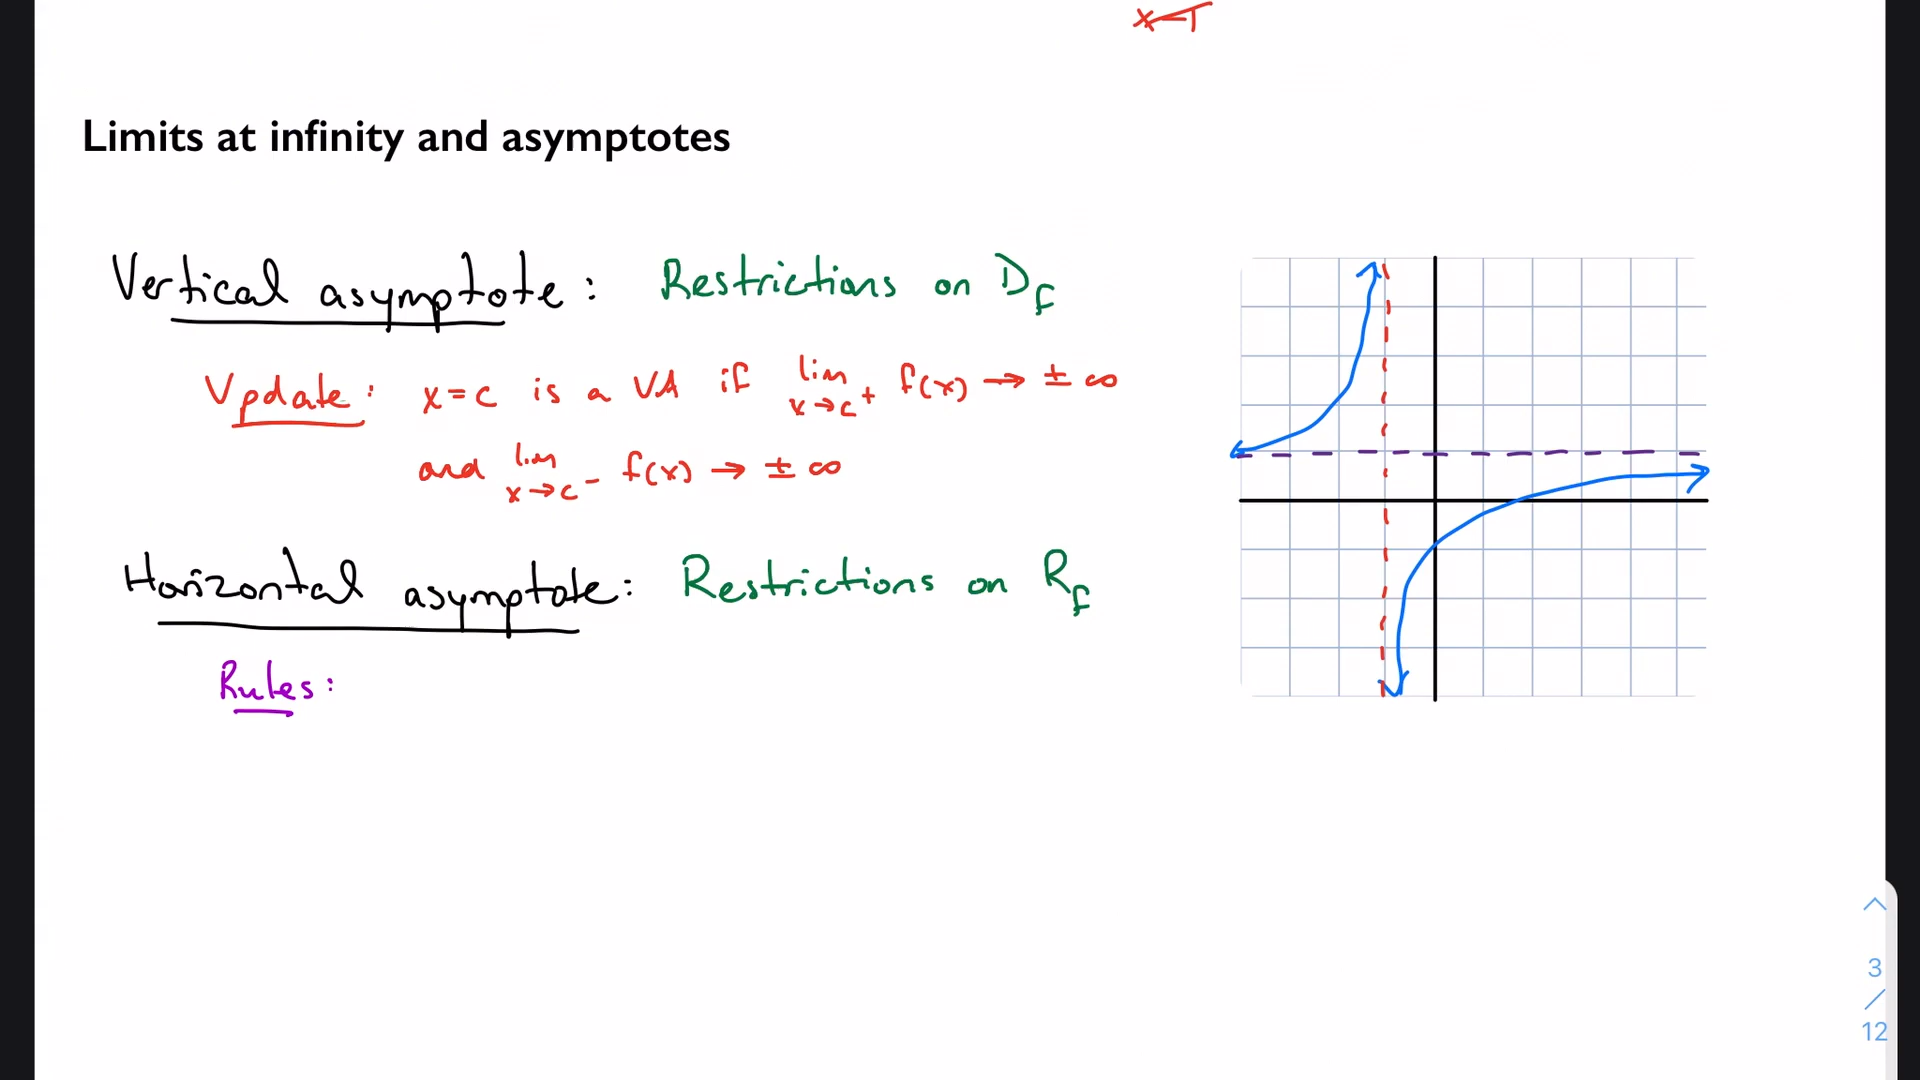 x-1
Limits at infinity and asymptotes
Vertical asymptote: Restrictions on Df
Update: x=c is a VA if lim x→c+ f(x) → ± ∞
and lim x→c- f(x) → ± ∞
Horizontal asymptote: Restrictions on Rf
Rules:
3
/
12